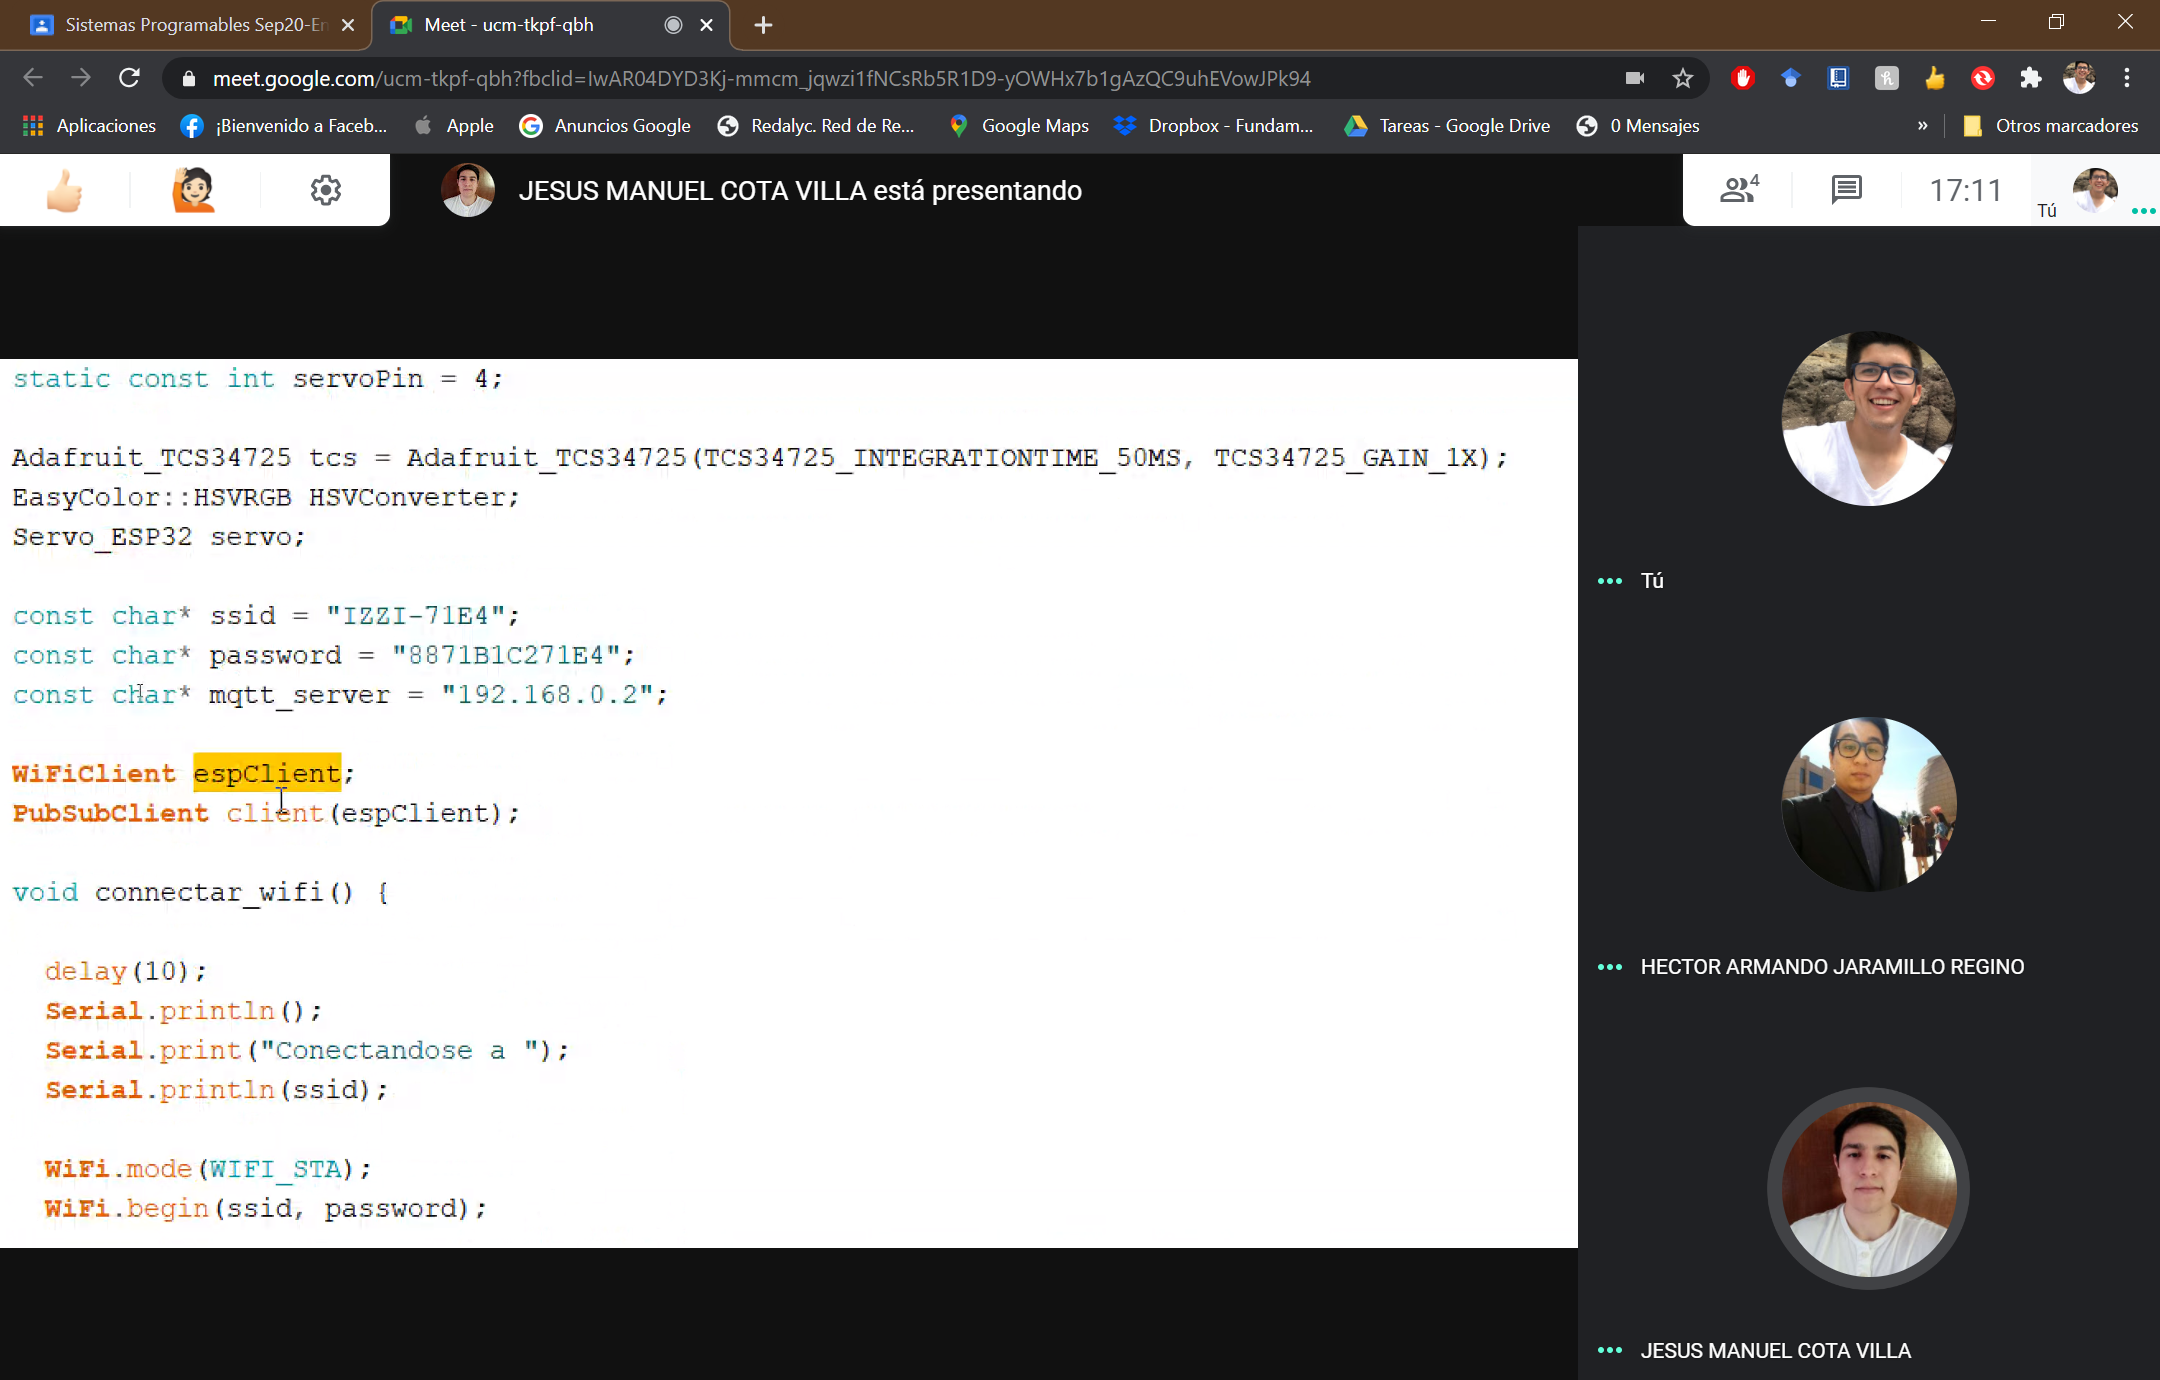 Sistemas Programables Sep20-En
Meet - ucm-tkpf-qbh
meet.google.com/ucm-tkpf-qbh?fbclid=IwAR04DYD3Kj-mmcm_jqwzi1fNCsRb5R1D9-yOWHx7b1gAzQC9uhEVowJPk94
Aplicaciones ¡Bienvenido a Faceb... Apple Anuncios Google Redalyc. Red de Re... Google Maps Dropbox - Fundam... Tareas - Google Drive 0 Mensajes » Otros marcadores
JESUS MANUEL COTA VILLA está presentando
4
17:11
Tú
static const int servoPin = 4;
Adafruit_TCS34725 tcs = Adafruit_TCS34725(TCS34725_INTEGRATIONTIME_50MS, TCS34725_GAIN_1X);
EasyColor::HSVRGB HSVConverter;
Servo_ESP32 servo;
const char* ssid = "IZZI-71E4";
const char* password = "8871B1C271E4";
const char* mqtt_server = "192.168.0.2";
WiFiClient espClient;
PubSubClient client(espClient);
void connectar_wifi() {
delay(10);
Serial.println();
Serial.print("Conectandose a ");
Serial.println(ssid);
WiFi.mode(WIFI_STA);
WiFi.begin(ssid, password);
Tú
HECTOR ARMANDO JARAMILLO REGINO
JESUS MANUEL COTA VILLA